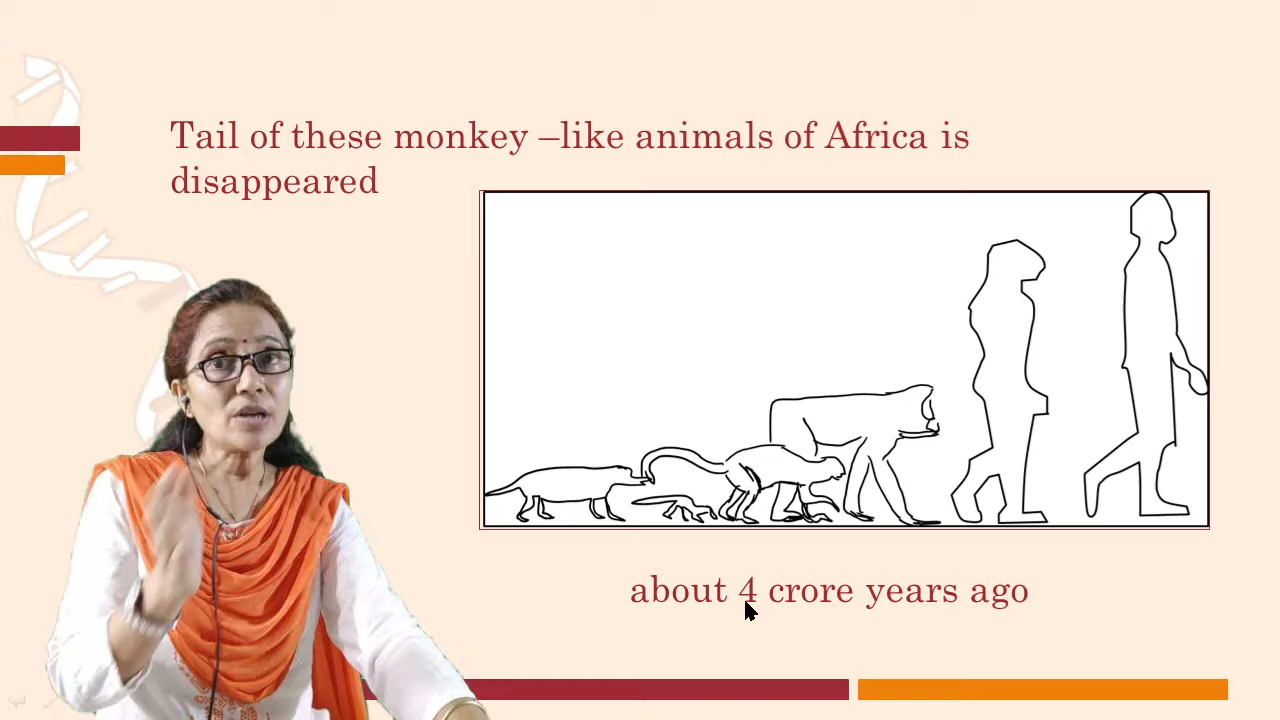 Tail of these monkey –like animals of Africa is
disappeared
about 4 crore years ago